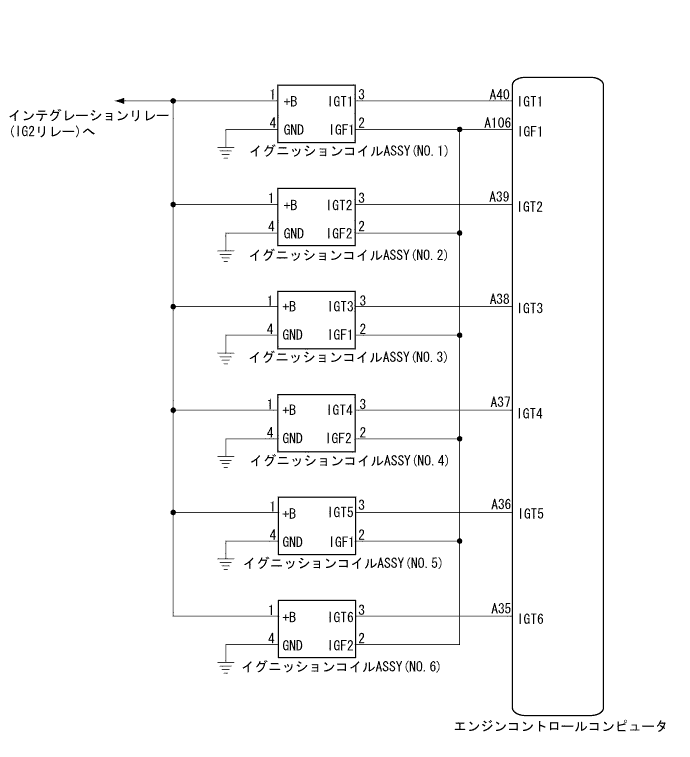 インテグレーションリレー
(IG2リレー)へ
1 +B IGT1 3 A40 IGT1
4 GND IGF1 2 A106 IGF1
イグニッションコイルASSY(NO.1)
1 +B IGT2 3 A39 IGT2
4 GND IGF2 2
イグニッションコイルASSY(NO.2)
1 +B IGT3 3 A38 IGT3
4 GND IGF1 2
イグニッションコイルASSY(NO.3)
1 +B IGT4 3 A37 IGT4
4 GND IGF2 2
イグニッションコイルASSY(NO.4)
1 +B IGT5 3 A36 IGT5
4 GND IGF1 2
イグニッションコイルASSY(NO.5)
1 +B IGT6 3 A35 IGT6
4 GND IGF2 2
イグニッションコイルASSY(NO.6)
エンジンコントロールコンピュータ